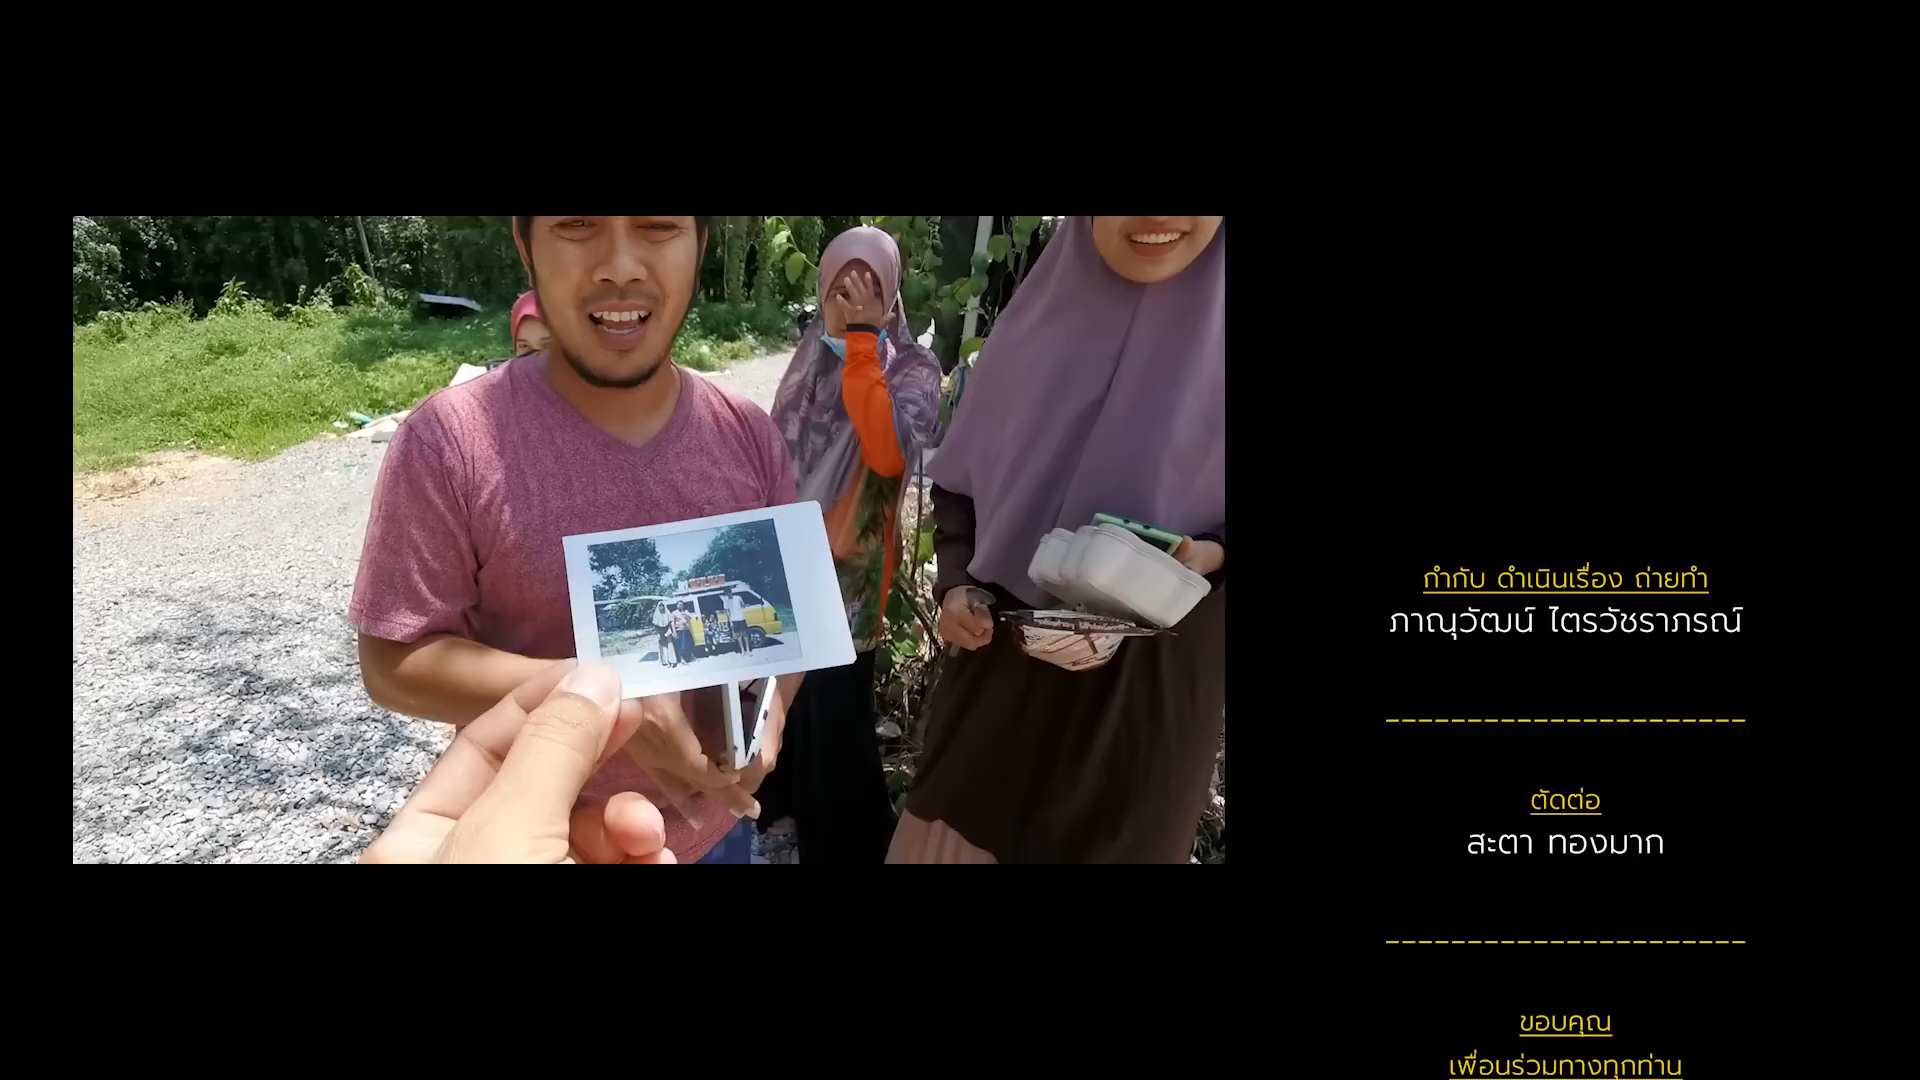 กำกับ ดำเนินเรื่อง ถ่ายทำ
ภาณุวัฒน์ ไตรวัชราภรณ์
-----------------------
ตัดต่อ
สะตา ทองมาก
-----------------------
ขอบคุณ
เพื่อนร่วมทางทุกท่าน